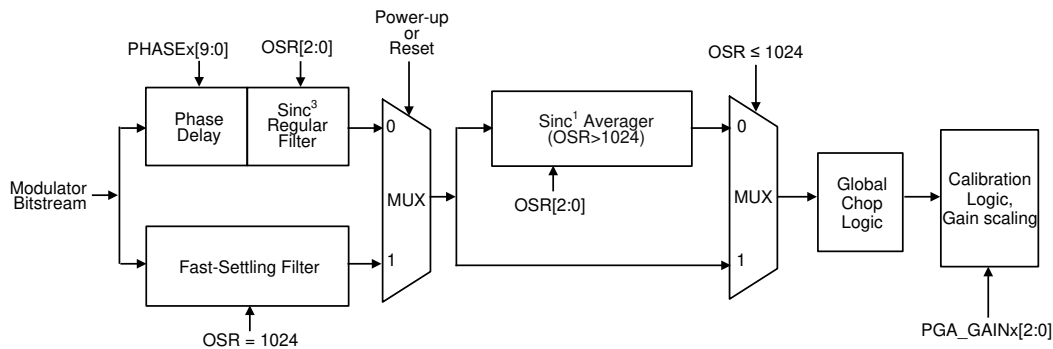 Power-up
or
Reset
PHASEx[9:0]
OSR[2:0]
OSR ≤ 1024
Phase
Delay
Sinc³
Regular
Filter
0
Sinc¹ Averager
(OSR>1024)
0
Modulator
Bitstream
MUX
OSR[2:0]
MUX
Global
Chop
Logic
Calibration
Logic,
Gain scaling
Fast-Settling Filter
1
1
OSR = 1024
PGA_GAINx[2:0]